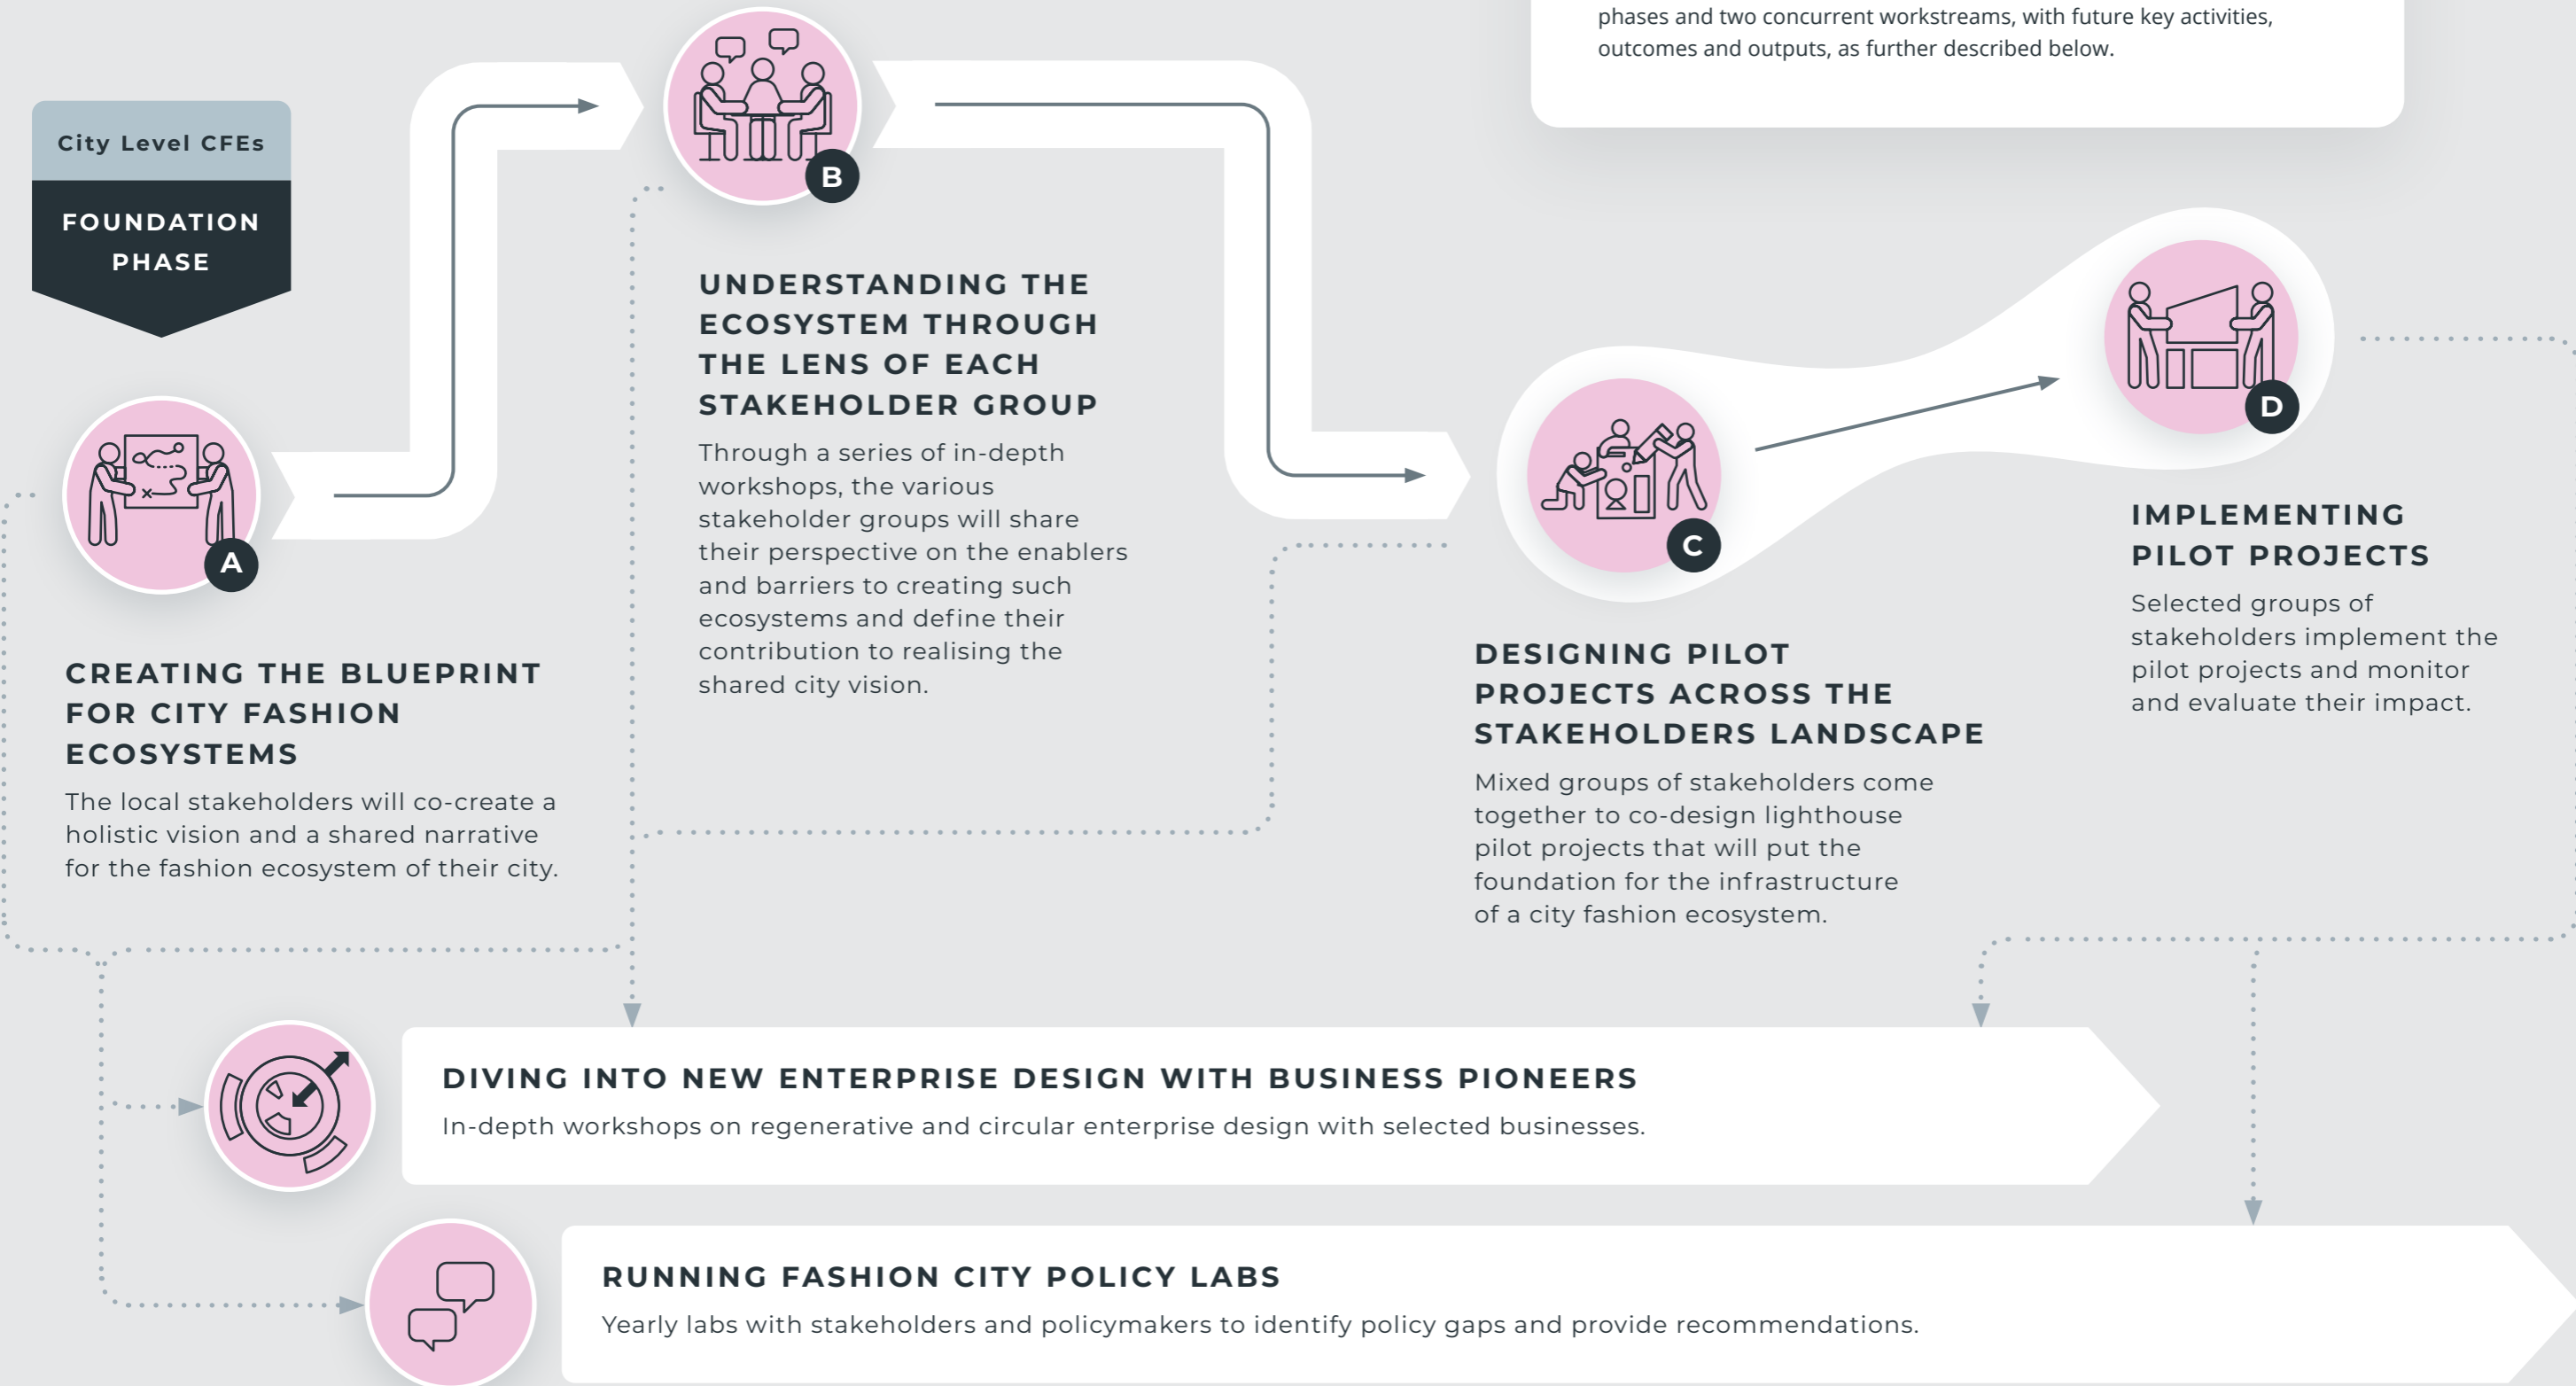 phases and two concurrent workstreams, with future key activities,
outcomes and outputs, as further described below.
City Level CFEs
FOUNDATION
PHASE
A
CREATING THE BLUEPRINT
FOR CITY FASHION
ECOSYSTEMS
The local stakeholders will co-create a
holistic vision and a shared narrative
for the fashion ecosystem of their city.
B
UNDERSTANDING THE
ECOSYSTEM THROUGH
THE LENS OF EACH
STAKEHOLDER GROUP
Through a series of in-depth
workshops, the various
stakeholder groups will share
their perspective on the enablers
and barriers to creating such
ecosystems and define their
contribution to realising the
shared city vision.
C
DESIGNING PILOT
PROJECTS ACROSS THE
STAKEHOLDERS LANDSCAPE
Mixed groups of stakeholders come
together to co-design lighthouse
pilot projects that will put the
foundation for the infrastructure
of a city fashion ecosystem.
D
IMPLEMENTING
PILOT PROJECTS
Selected groups of
stakeholders implement the
pilot projects and monitor
and evaluate their impact.
DIVING INTO NEW ENTERPRISE DESIGN WITH BUSINESS PIONEERS
In-depth workshops on regenerative and circular enterprise design with selected businesses.
RUNNING FASHION CITY POLICY LABS
Yearly labs with stakeholders and policymakers to identify policy gaps and provide recommendations.